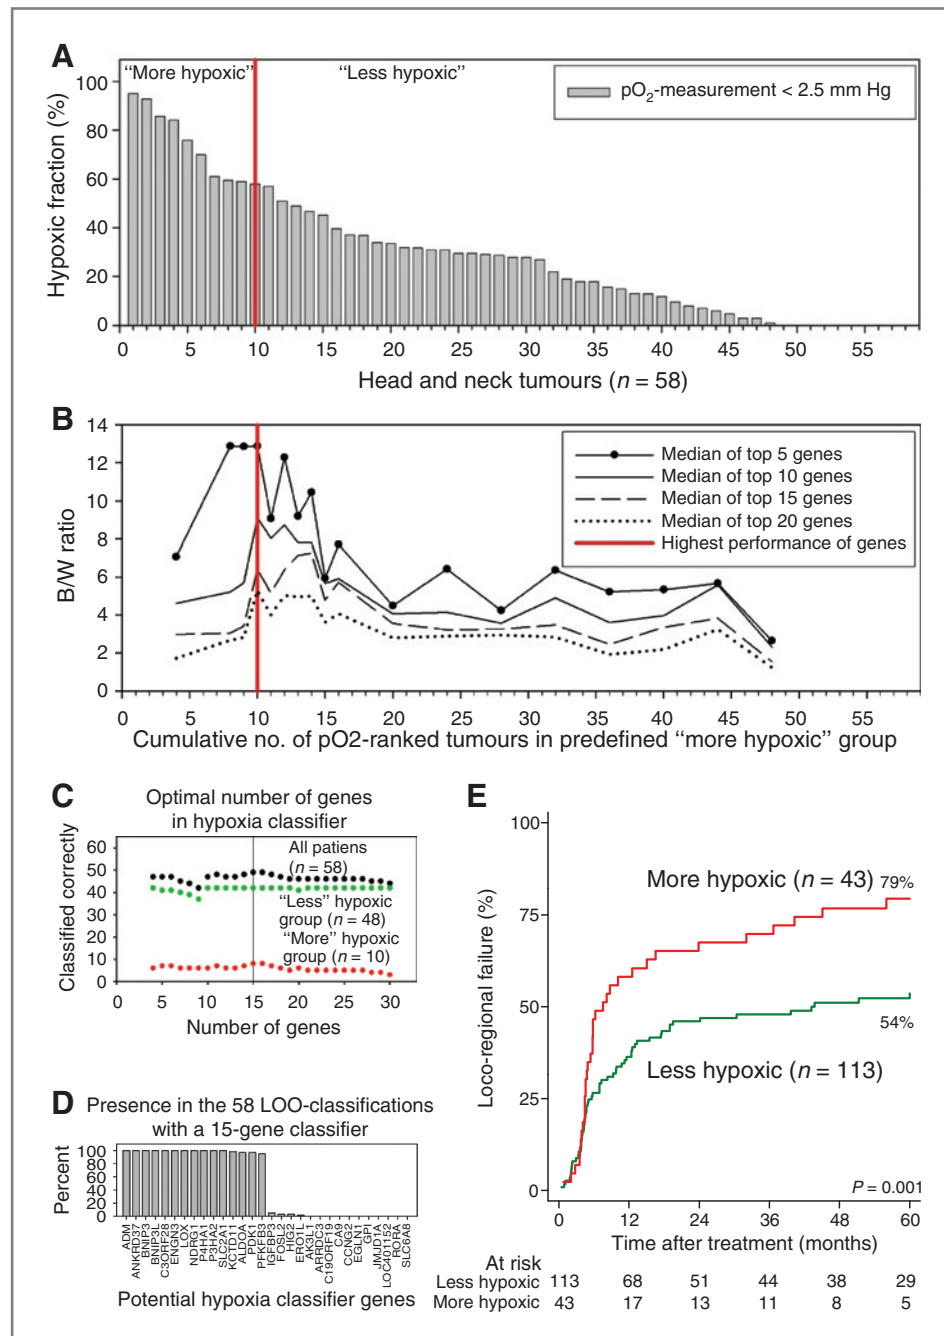 A
"More hypoxic"
"Less hypoxic"
pO2-measurement < 2.5 mm Hg
Hypoxic fraction (%)
100
80
60
40
20
0
0 5 10 15 20 25 30 35 40 45 50 55
Head and neck tumours (n = 58)
B
14
12
10
8
6
4
2
0
B/W ratio
Median of top 5 genes
Median of top 10 genes
Median of top 15 genes
Median of top 20 genes
Highest performance of genes
0 5 10 15 20 25 30 35 40 45 50 55
Cumulative no. of pO2-ranked tumours in predefined "more hypoxic" group
C
Optimal number of genes
in hypoxia classifier
Classified correctly
60
50
40
30
20
10
0
All patiens
(n = 58)
"Less" hypoxic
group (n = 48)
"More" hypoxic
group (n = 10)
0 5 10 15 20 25 30
Number of genes
D
Presence in the 58 LOO-classifications
with a 15-gene classifier
Percent
100
80
60
40
20
0
ADM
ANKRD37
BNIP3
BNIP3L
C3ORF28
ENGN3
LOX
NDRG1
P4HA1
P3HA2
SLC2A1
KCTD11
ALDOA
PDK1
PFKFB3
IGFBP3
FOSL2
HIG2
ERO1L
AK3L1
ARRDC3
C19ORF19
CA9
CCNG2
EGLN1
GPI
JMJD1A
LOC401152
RORA
SLC6A8
Potential hypoxia classifier genes
E
Loco-regional failure (%)
100
75
50
25
0
More hypoxic (n = 43) 79%
54%
Less hypoxic (n = 113)
P = 0.001
0 12 24 36 48 60
Time after treatment (months)
At risk
Less hypoxic 113 68 51 44 38 29
More hypoxic 43 17 13 11 8 5